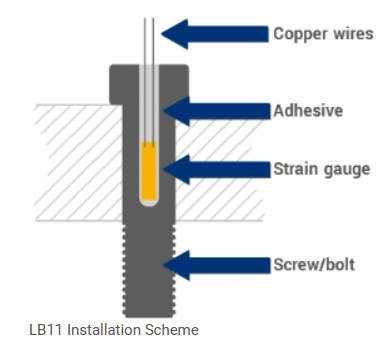 Copper wires
Adhesive
Strain gauge
Screw/bolt
LB11 Installation Scheme